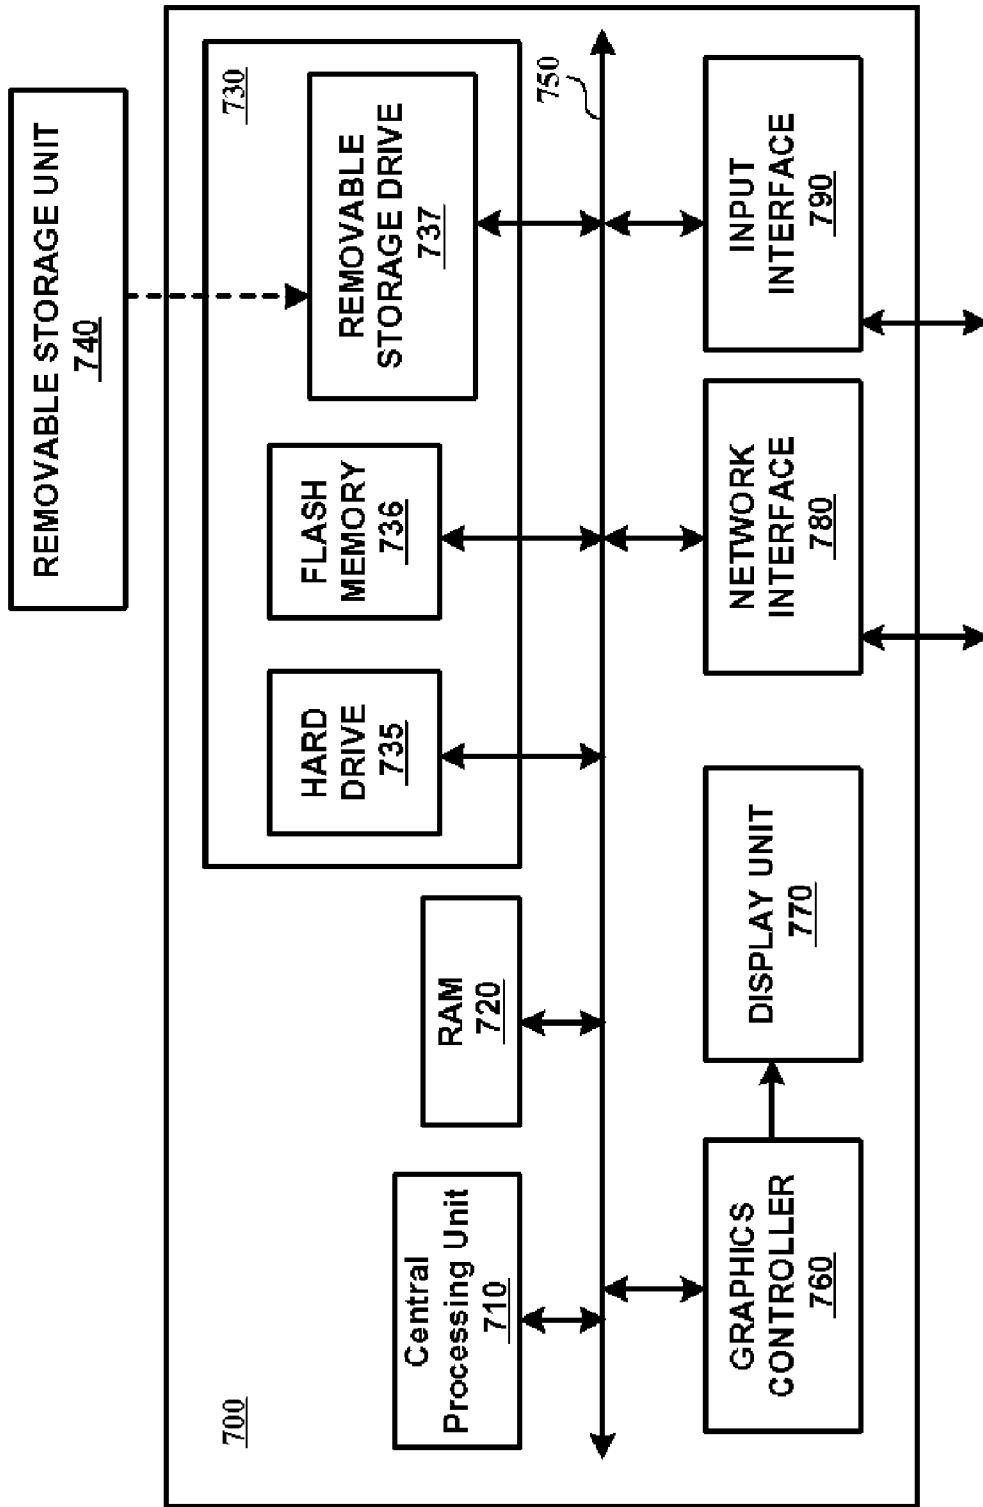 REMOVABLE STORAGE UNIT
740
700
730
Central
Processing Unit
710
RAM
720
HARD
DRIVE
735
FLASH
MEMORY
736
REMOVABLE
STORAGE DRIVE
737
750
GRAPHICS
CONTROLLER
760
DISPLAY UNIT
770
NETWORK
INTERFACE
780
INPUT
INTERFACE
790